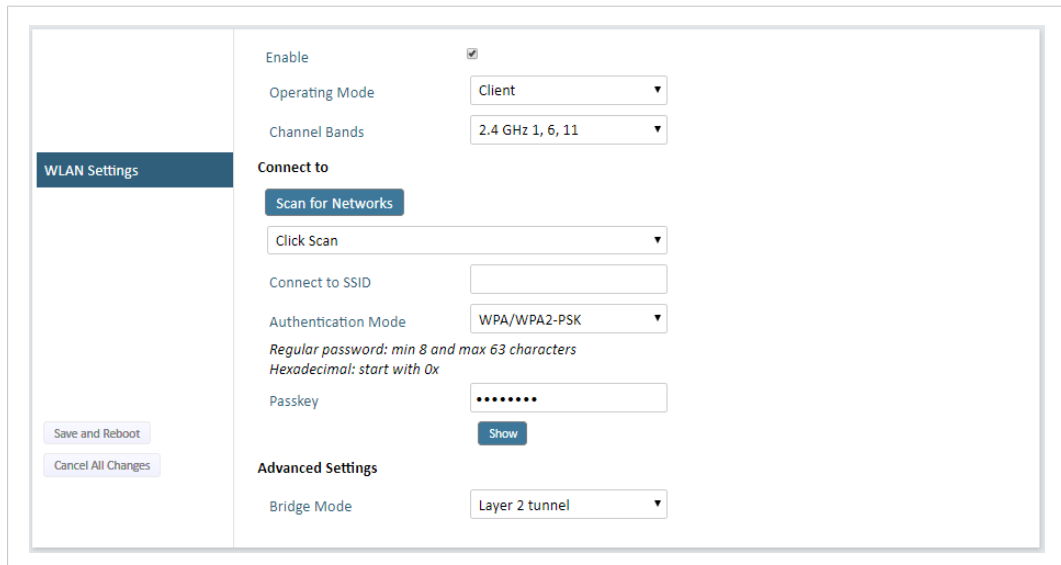 Enable
Operating Mode Client
Channel Bands 2.4 GHz 1, 6, 11
WLAN Settings
Connect to
Scan for Networks
Click Scan
Connect to SSID
Authentication Mode WPA/WPA2-PSK
Regular password: min 8 and max 63 characters
Hexadecimal: start with 0x
Passkey ••••••••
Show
Save and Reboot
Cancel All Changes
Advanced Settings
Bridge Mode Layer 2 tunnel